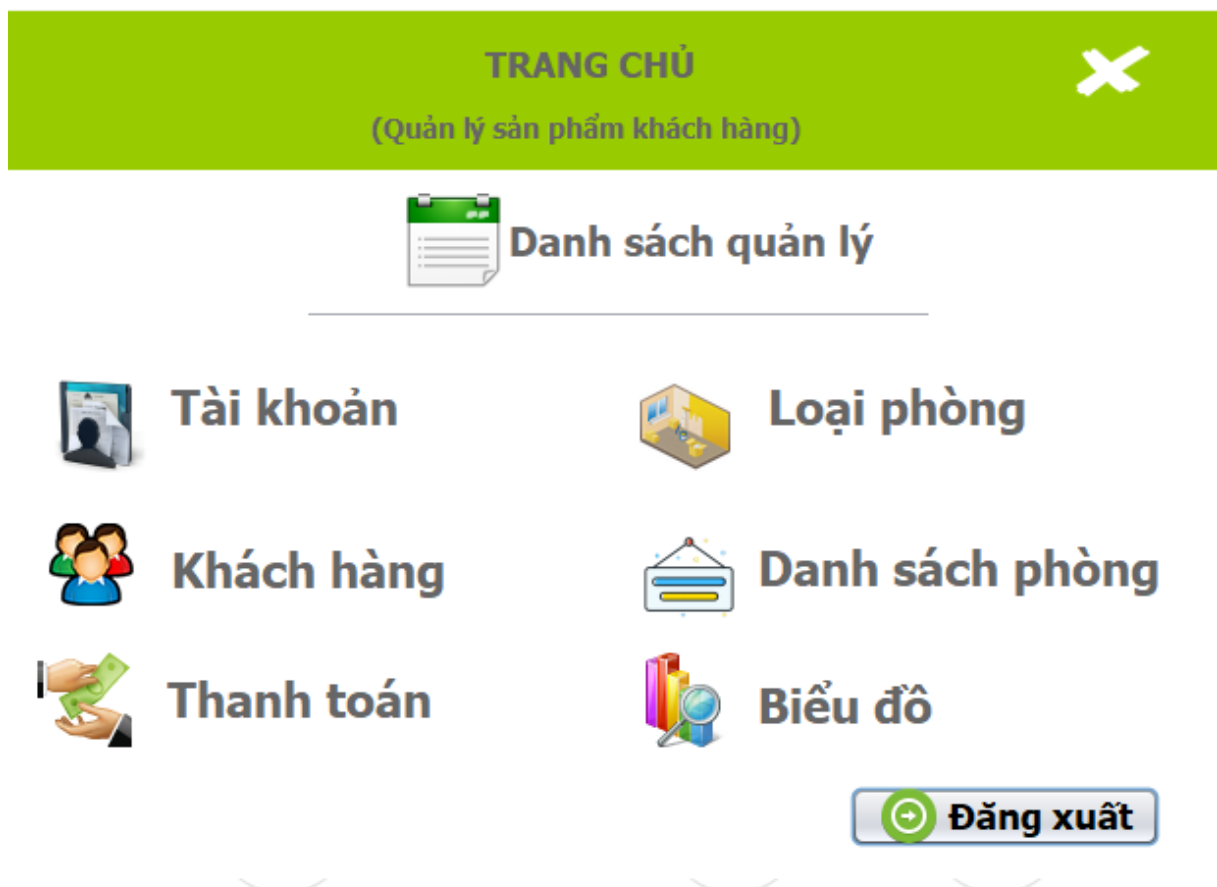 TRANG CHỦ
(Quản lý sản phẩm khách hàng)
Danh sách quản lý
Tài khoản
Loại phòng
Khách hàng
Danh sách phòng
Thanh toán
Biểu đồ
Đăng xuất